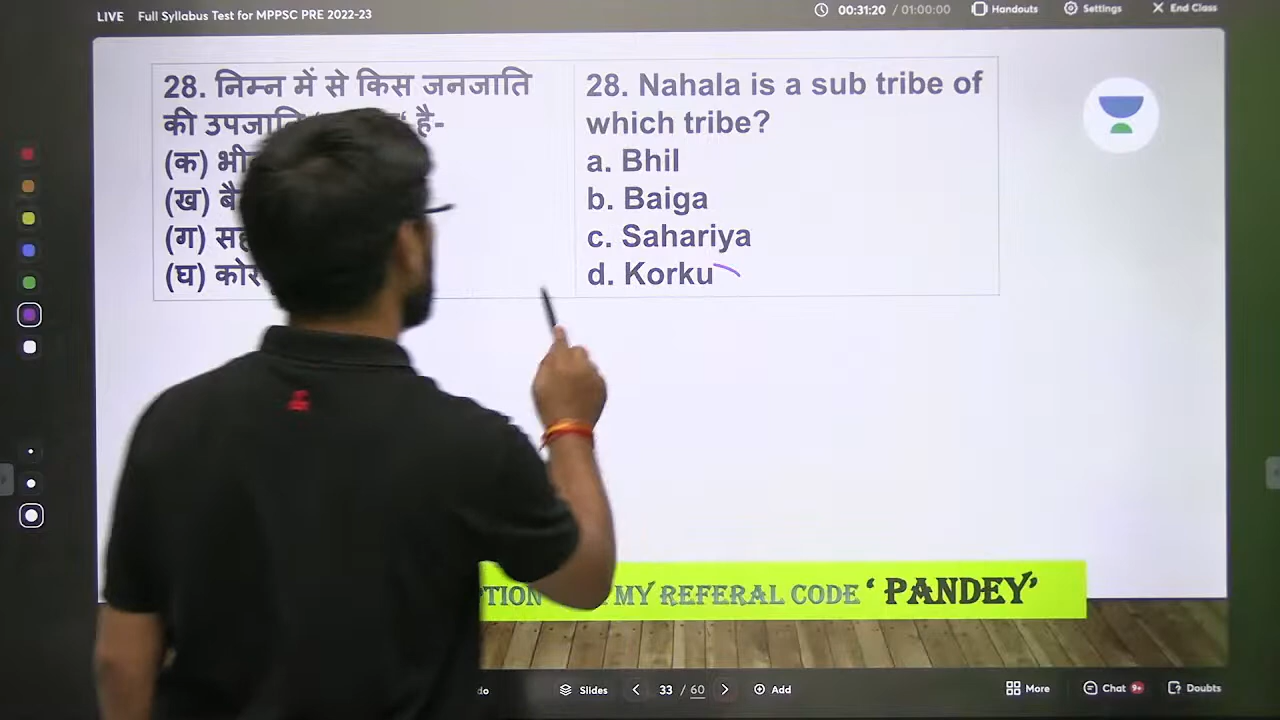 LIVE Full Syllabus Test for MPPSC PRE 2022-23 00:31:20 / 01:00:00 Handouts Settings End Class
28. निम्न में से किस जनजाति
है-
(क)
(ख)
(ग)
(घ)
28. Nahala is a sub tribe of
which tribe?
a. Bhil
b. Baiga
c. Sahariya
d. Korku
MY REFERAL CODE ‘ PANDEY’
Slides 33 / 60 Add More Chat 9+ Doubts